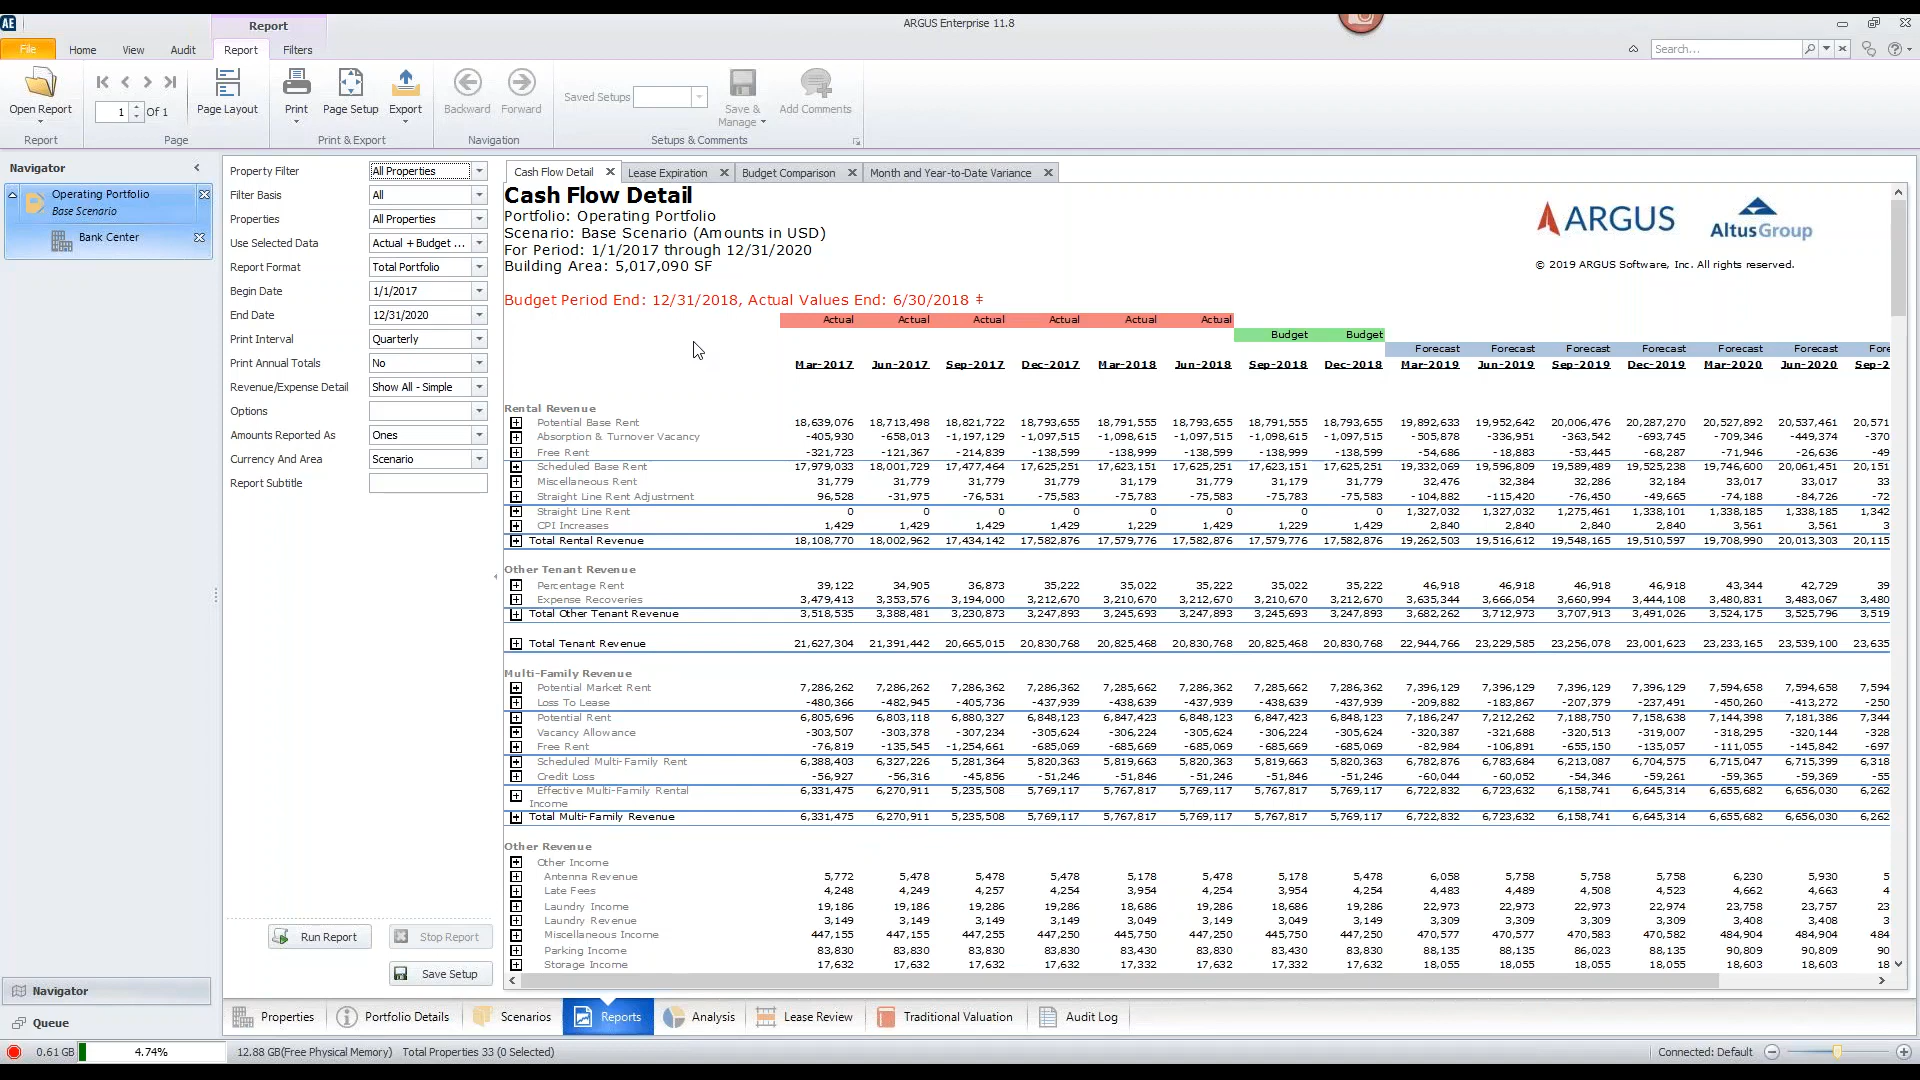 AE
Report
ARGUS Enterprise 11.8
File Home View Audit Report Filters
Search...
Open Report
1 Of 1
Page Layout
Print
Page Setup
Export
Backward
Forward
Saved Setups
Save & Manage
Add Comments
Report Page Print & Export Navigation Setups & Comments
Navigator
Operating Portfolio
Base Scenario
Bank Center
Property Filter All Properties
Filter Basis All
Properties All Properties
Use Selected Data Actual + Budget ...
Report Format Total Portfolio
Begin Date 1/1/2017
End Date 12/31/2020
Print Interval Quarterly
Print Annual Totals No
Revenue/Expense Detail Show All - Simple
Options
Amounts Reported As Ones
Currency And Area Scenario
Report Subtitle
Run Report
Stop Report
Save Setup
Cash Flow Detail Lease Expiration Budget Comparison Month and Year-to-Date Variance
Cash Flow Detail
Portfolio: Operating Portfolio
Scenario: Base Scenario (Amounts in USD)
For Period: 1/1/2017 through 12/31/2020
Building Area: 5,017,090 SF
ARGUS
AltusGroup
© 2019 ARGUS Software, Inc. All rights reserved.
Budget Period End: 12/31/2018, Actual Values End: 6/30/2018 ‡
Actual Actual Actual Actual Actual Actual
Budget Budget
Forecast Forecast Forecast Forecast Forecast Forecast Fore
Mar-2017 Jun-2017 Sep-2017 Dec-2017 Mar-2018 Jun-2018 Sep-2018 Dec-2018 Mar-2019 Jun-2019 Sep-2019 Dec-2019 Mar-2020 Jun-2020 Sep-2
Rental Revenue
Potential Base Rent 18,639,076 18,713,498 18,821,722 18,793,655 18,791,555 18,793,655 18,791,555 18,793,655 19,892,633 19,952,642 20,006,476 20,287,270 20,527,892 20,537,461 20,571
Absorption & Turnover Vacancy -405,930 -658,013 -1,197,129 -1,097,515 -1,098,615 -1,097,515 -1,098,615 -1,097,515 -505,878 -336,951 -363,542 -693,745 -709,346 -449,374 -370
Free Rent -321,723 -121,367 -214,839 -138,599 -138,999 -138,599 -138,999 -138,599 -54,686 -18,883 -53,445 -68,287 -71,946 -26,636 -49
Scheduled Base Rent 17,979,033 18,001,729 17,477,464 17,625,251 17,623,151 17,625,251 17,623,151 17,625,251 19,332,069 19,596,809 19,589,489 19,525,238 19,746,600 20,061,451 20,151
Miscellaneous Rent 31,779 31,779 31,779 31,779 31,179 31,779 31,179 31,779 32,476 32,384 32,286 32,184 33,017 33,017 33
Straight Line Rent Adjustment 96,528 -31,975 -76,531 -75,583 -75,783 -75,583 -75,783 -75,583 -104,882 -115,420 -76,450 -49,665 -74,188 -84,726 -72
Straight Line Rent 0 0 0 0 0 0 0 0 1,327,032 1,327,032 1,275,461 1,338,101 1,338,185 1,338,185 1,342
CPI Increases 1,429 1,429 1,429 1,429 1,229 1,429 1,229 1,429 2,840 2,840 2,840 2,840 3,561 3,561 3
Total Rental Revenue 18,108,770 18,002,962 17,434,142 17,582,876 17,579,776 17,582,876 17,579,776 17,582,876 19,262,503 19,516,612 19,548,165 19,510,597 19,708,990 20,013,303 20,115
Other Tenant Revenue
Percentage Rent 39,122 34,905 36,873 35,222 35,022 35,222 35,022 35,222 46,918 46,918 46,918 46,918 43,344 42,729 39
Expense Recoveries 3,479,413 3,353,576 3,194,000 3,212,670 3,210,670 3,212,670 3,210,670 3,212,670 3,635,344 3,666,054 3,660,994 3,444,108 3,480,831 3,483,067 3,480
Total Other Tenant Revenue 3,518,535 3,388,481 3,230,873 3,247,893 3,245,693 3,247,893 3,245,693 3,247,893 3,682,262 3,712,973 3,707,913 3,491,026 3,524,175 3,525,796 3,519
Total Tenant Revenue 21,627,304 21,391,442 20,665,015 20,830,768 20,825,468 20,830,768 20,825,468 20,830,768 22,944,766 23,229,585 23,256,078 23,001,623 23,233,165 23,539,100 23,635
Multi-Family Revenue
Potential Market Rent 7,286,262 7,286,262 7,286,362 7,286,362 7,285,662 7,286,362 7,285,662 7,286,362 7,396,129 7,396,129 7,396,129 7,396,129 7,594,658 7,594,658 7,594
Loss To Lease -480,366 -482,945 -405,736 -437,939 -438,639 -437,939 -438,639 -437,939 -209,882 -183,867 -207,379 -237,491 -450,260 -413,272 -250
Potential Rent 6,805,696 6,803,118 6,880,327 6,848,123 6,847,423 6,848,123 6,847,423 6,848,123 7,186,247 7,212,262 7,188,750 7,158,638 7,144,398 7,181,386 7,344
Vacancy Allowance -303,507 -303,378 -307,234 -305,624 -306,224 -305,624 -306,224 -305,624 -320,387 -321,688 -320,513 -319,007 -318,295 -320,144 -328
Free Rent -76,819 -135,545 -1,254,661 -685,069 -685,669 -685,069 -685,669 -685,069 -82,984 -106,891 -655,150 -135,057 -111,055 -145,842 -697
Scheduled Multi-Family Rent 6,388,403 6,327,226 5,281,364 5,820,363 5,819,663 5,820,363 5,819,663 5,820,363 6,782,876 6,783,684 6,213,087 6,704,575 6,715,047 6,715,399 6,318
Credit Loss -56,927 -56,316 -45,856 -51,246 -51,846 -51,246 -51,846 -51,246 -60,044 -60,052 -54,346 -59,261 -59,365 -59,369 -55
Effective Multi-Family Rental 6,331,475 6,270,911 5,235,508 5,769,117 5,767,817 5,769,117 5,767,817 5,769,117 6,722,832 6,723,632 6,158,741 6,645,314 6,655,682 6,656,030 6,262
Income
Total Multi-Family Revenue 6,331,475 6,270,911 5,235,508 5,769,117 5,767,817 5,769,117 5,767,817 5,769,117 6,722,832 6,723,632 6,158,741 6,645,314 6,655,682 6,656,030 6,262
Other Revenue
Other Income
Antenna Revenue 5,772 5,478 5,478 5,478 5,178 5,478 5,178 5,478 6,058 5,758 5,758 5,758 6,230 5,930 5
Late Fees 4,248 4,249 4,257 4,254 3,954 4,254 3,954 4,254 4,483 4,489 4,508 4,523 4,662 4,663 4
Laundry Income 19,186 19,186 19,286 19,286 18,686 19,286 18,686 19,286 22,973 22,973 22,973 22,974 23,758 23,757 23
Laundry Revenue 3,149 3,149 3,149 3,149 3,049 3,149 3,049 3,149 3,309 3,309 3,309 3,309 3,408 3,408 3
Miscellaneous Income 447,155 447,155 447,255 447,250 445,750 447,250 445,750 447,250 470,577 470,577 470,583 470,582 484,904 484,904 484
Parking Income 83,830 83,830 83,830 83,830 83,430 83,830 83,430 83,830 88,135 88,135 86,023 88,135 90,809 90,809 90
Storage Income 17,632 17,632 17,632 17,632 17,332 17,632 17,332 17,632 18,055 18,055 18,055 18,055 18,603 18,603 18
Navigator
Queue
Properties Portfolio Details Scenarios Reports Analysis Lease Review Traditional Valuation Audit Log
0.61 GB 4.74% 12.88 GB(Free Physical Memory) Total Properties 33 (0 Selected) Connected: Default